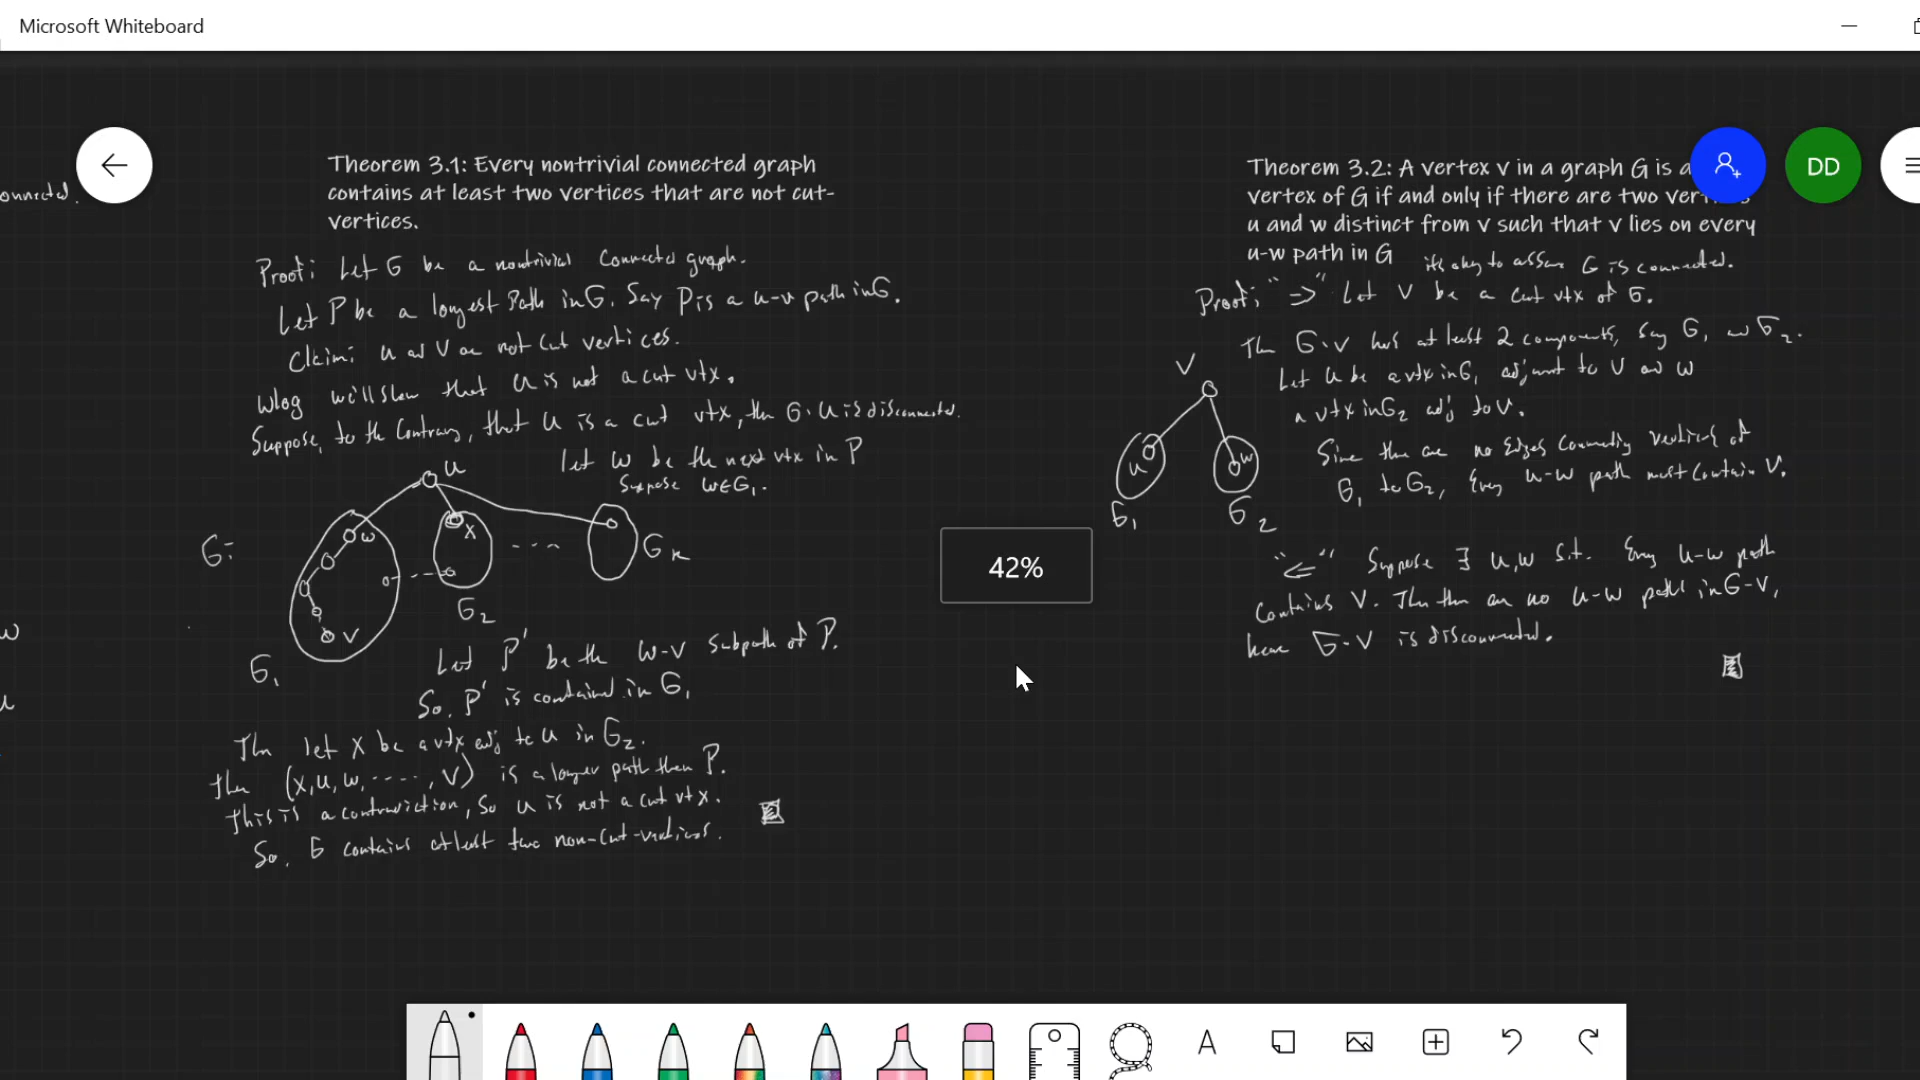 Microsoft Whiteboard
onnected.
DD
Theorem 3.1: Every nontrivial connected graph
contains at least two vertices that are not cut-
vertices.
Proof: Let G be a nontrivial connected graph.
Let P be a longest Path in G. Say P is a u-v path in G.
Claim: u and v are not cut vertices.
Wlog we'll show that u is not a cut vtx.
Suppose, to the contrary, that u is a cut vtx, then G-u is disconnected.
let w be the next vtx in P
Suppose w∈G₁.
u
w
x
G:
G k
v
G₂
G₁
w
u
Let P' be the w-v subpath of P.
So, P' is contained in G₁
Then let x be a vtx adj to u in G₂.
then (x,u,w,----,v) is a longer path then P.
This is a contradiction, so u is not a cut vtx.
So, G contains at least two non-cut-vertices.
Theorem 3.2: A vertex v in a graph G is a
vertex of G if and only if there are two ver
u and w distinct from v such that v lies on every
u-w path in G
its okay to assume G is connected.
Proof: "=>" Let v be a cut vtx of G.
Then G-v has at least 2 components, say G₁ and G₂.
Let u be a vtx in G₁ adjacent to v and w
a vtx in G₂ adj to v.
Since there are no Edges connecting vertices of
G₁ to G₂, Every u-w path must contain v.
v
u
w
G₁
G₂
"<=" Suppose ∃ u,w s.t. Every u-w path
contains v. Then there are no u-w paths in G-v,
hence G-v is disconnected.
42%